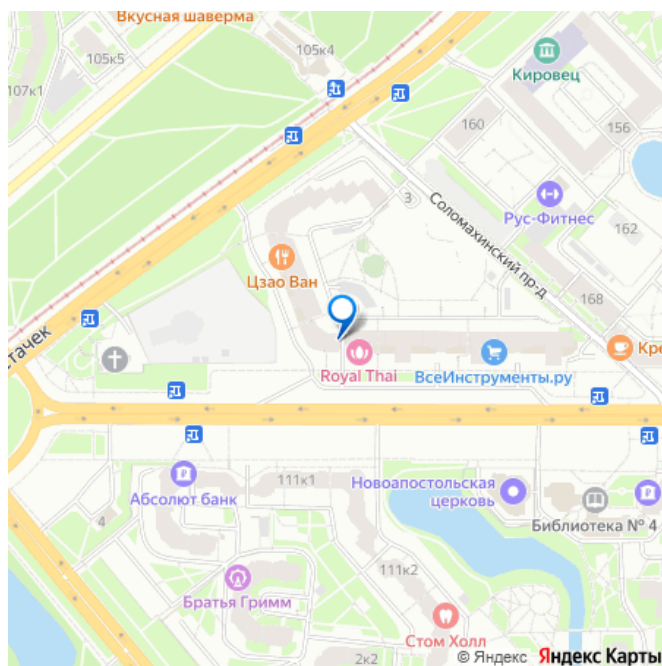 Вкусная шаверма
105к4
105к5
107к1
Кировец
160
156
Соломахинский пр-д
3
Рус-Фитнес
162
Цзао Ван
168
стачек
Royal Thai
ВсеИнструменты.ру
Кре
Абсолют банк
111к1
Новоапостольская
церковь
Библиотека № 4
4
Братья Гримм
111к2
Стом Холл
2к2
© Яндекс Яндекс Карты